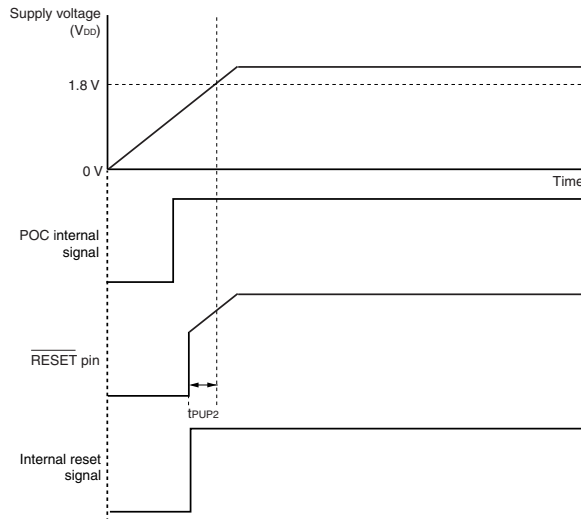 Supply voltage
(VDD)
1.8 V
0 V
Time
POC internal
signal
RESET pin
tPUP2
Internal reset
signal